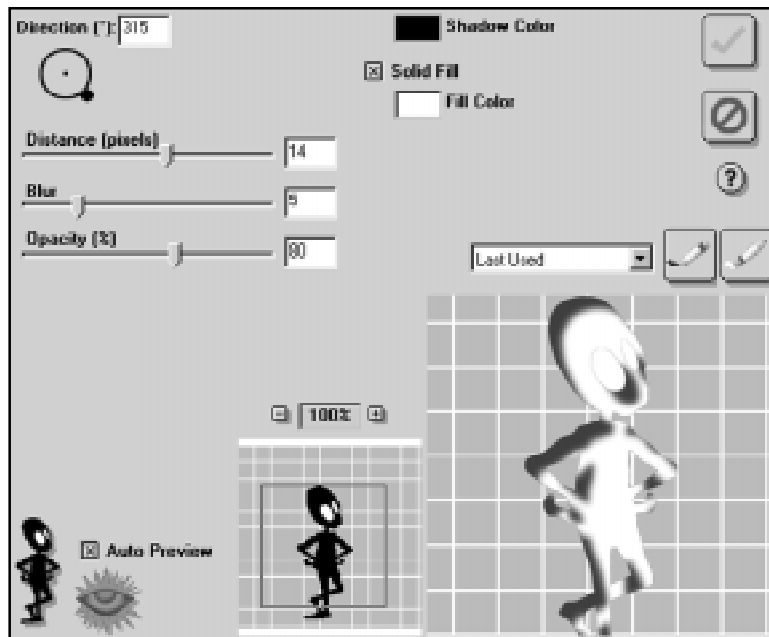 Direction (°): 315
Shadow Color
Solid Fill
Fill Color
Distance (pixels)
14
Blur
5
Opacity (%)
80
?
Last Used
100%
Auto Preview